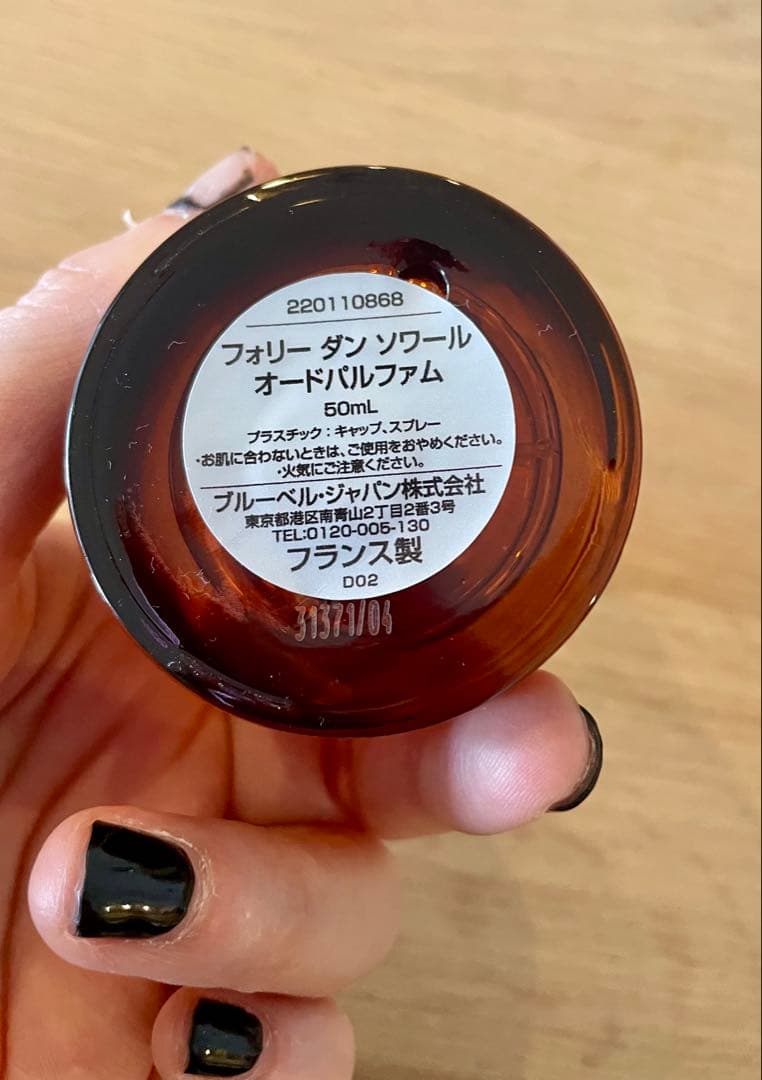 220110868
フォリー ダン ソワール
オードパルファム
50mL
プラスチック：キャップ、スプレー
・お肌に合わないときは、ご使用をおやめください。
・火気にご注意ください。
ブルーベル・ジャパン株式会社
東京都港区南青山2丁目2番3号
TEL:0120-005-130
フランス製
D02
31371/04